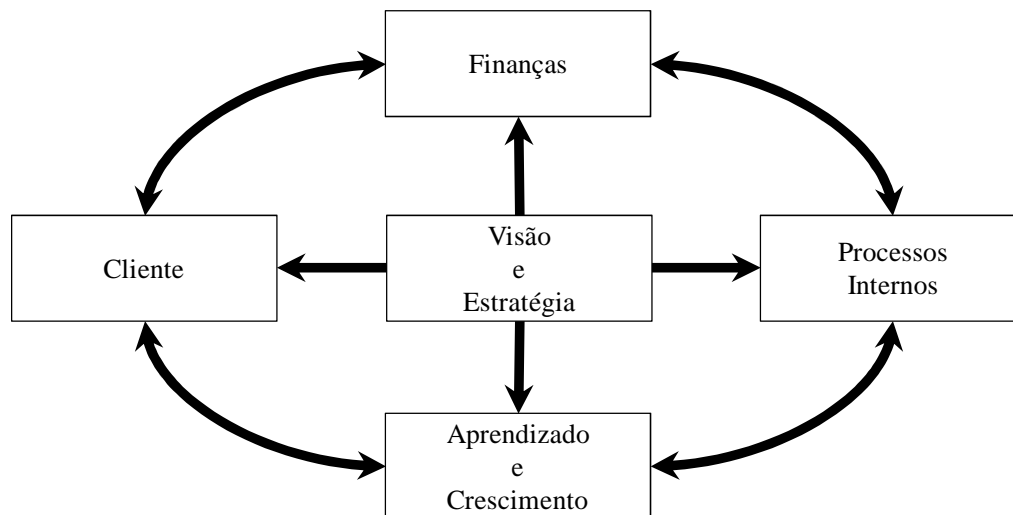 Finanças
Cliente
Visão
e
Estratégia
Processos
Internos
Aprendizado
e
Crescimento